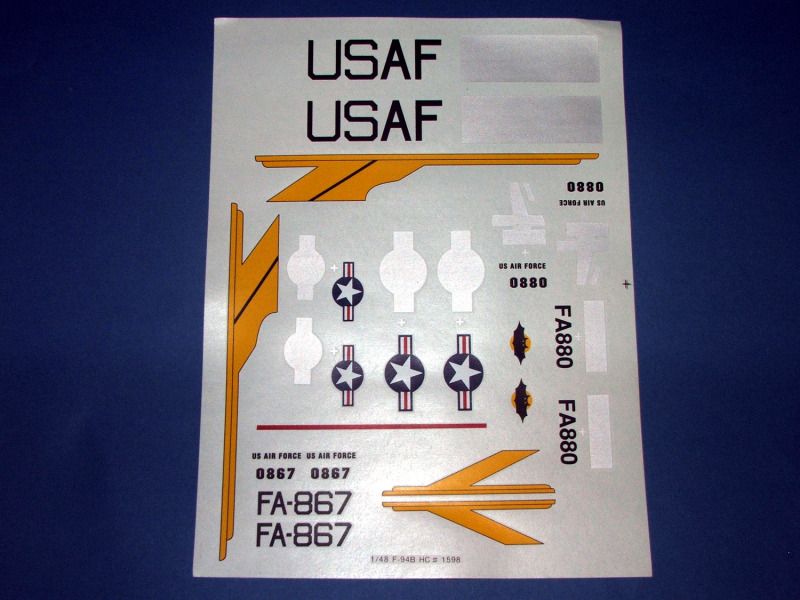 USAF
USAF
0880
US AIR FORCE
US AIR FORCE
0880
FA880
FA880
US AIR FORCE US AIR FORCE
0867 0867
FA-867
FA-867
1/48 F-94B HC # 1598